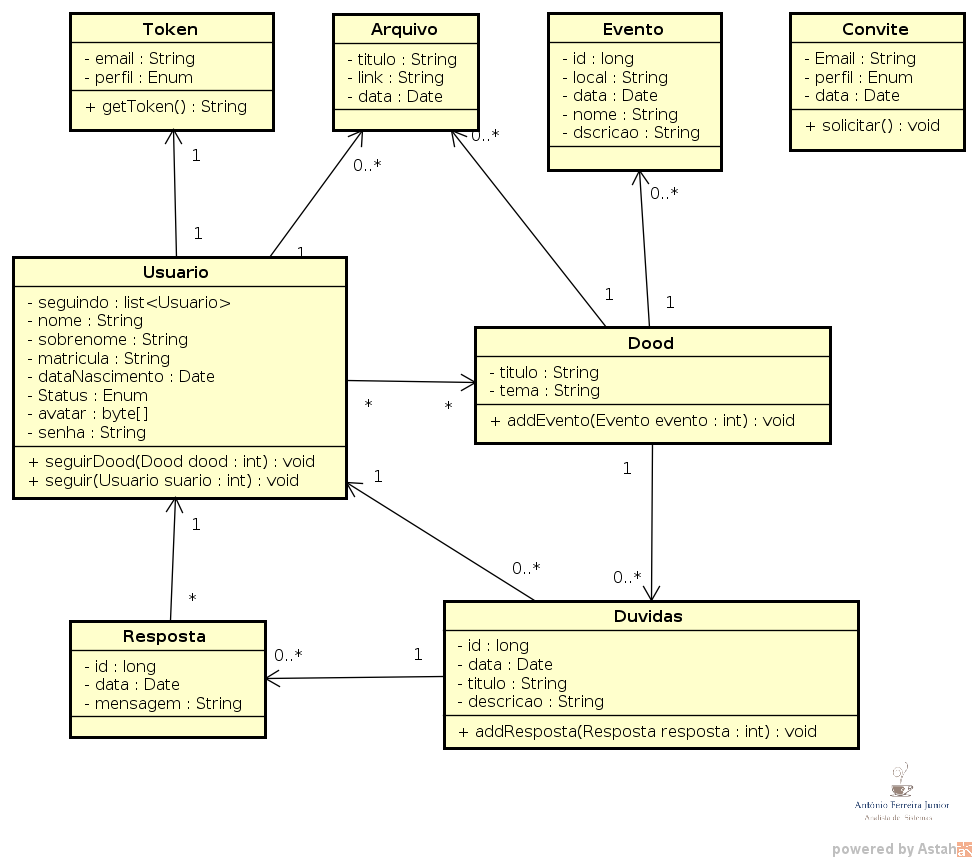 Token
- email : String
- perfil : Enum
+ getToken() : String
Arquivo
- titulo : String
- link : String
- data : Date
Evento
- id : long
- local : String
- data : Date
- nome : String
- dscricao : String
Convite
- Email : String
- perfil : Enum
- data : Date
+ solicitar() : void
1
0..*
0..*
0..*
1
1
1
1
Usuario
- seguindo : list<Usuario>
- nome : String
- sobrenome : String
- matricula : String
- dataNascimento : Date
- Status : Enum
- avatar : byte[]
- senha : String
+ seguirDood(Dood dood : int) : void
+ seguir(Usuario suario : int) : void
Dood
- titulo : String
- tema : String
+ addEvento(Evento evento : int) : void
*
*
1
1
1
0..*
0..*
*
Resposta
- id : long
- data : Date
- mensagem : String
0..*
1
Duvidas
- id : long
- data : Date
- titulo : String
- descricao : String
+ addResposta(Resposta resposta : int) : void
Antônio Ferreira Junior
Analista de Sistemas
powered by Astah